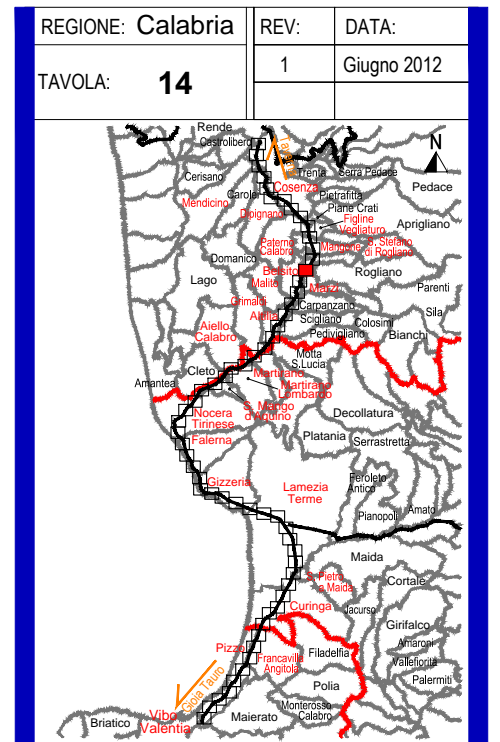 REGIONE: Calabria
REV:
DATA:
TAVOLA: 14
1
Giugno 2012
Rende
Castrolibero
N
Trenta
Serra Pedace
Cerisano
Cosenza
Pedace
Carolei
Pietrafitta
Mendicino
Dipignano
Piane Crati
Figline
Vegliaturo
Aprigliano
Paterno
Calabro
Mangone
S. Stefano
di Rogliano
Domanico
Belsito
Rogliano
Lago
Malito
Marzi
Parenti
Grimaldi
Carpanzano
Sila
Altilia
Scigliano
Colosimi
Aiello
Calabro
Pedivigliano
Bianchi
Motta
S.Lucia
Cleto
Martirano
Amantea
Martirano
Lombardo
S. Mango
d'Aquino
Nocera
Tirinese
Decollatura
Falerna
Platania
Serrastretta
Gizzeria
Lamezia
Terme
Feroleto
Antico
Pianopoli
Amato
Maida
S. Pietro
a Maida
Cortale
Curinga
Jacurso
Girifalco
Pizzo
Francavilla
Angitola
Filadelfia
Amaroni
Vallefiorita
Gioia Tauro
Polia
Palermiti
Briatico
Vibo
Valentia
Maierato
Monterosso
Calabro